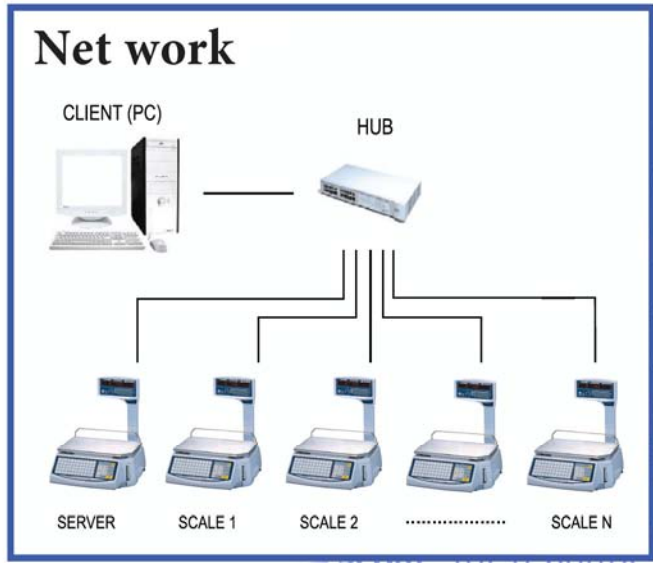 Net work
CLIENT (PC)
HUB
SERVER
SCALE 1
SCALE 2
....................
SCALE N